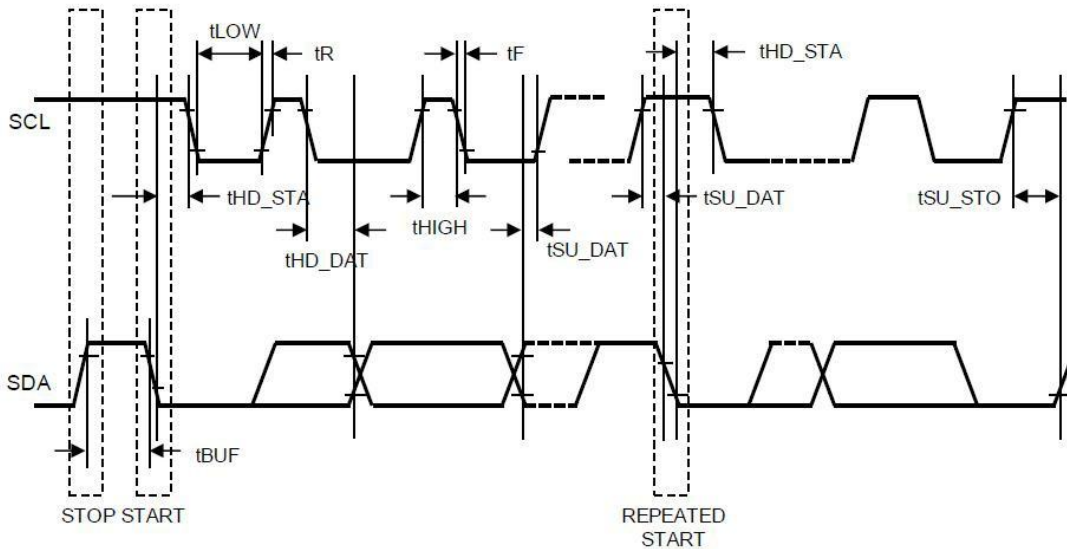 tLOW
tR
tF
tHD_STA
SCL
tHD_STA
tHIGH
tSU_DAT
tSU_STO
tHD_DAT
tSU_DAT
SDA
tBUF
STOP START
REPEATED
START